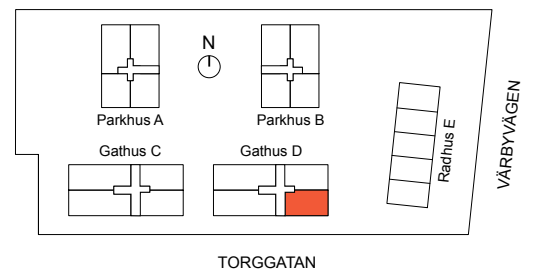 N
Parkhus A
Parkhus B
Gathus C
Gathus D
Radhus E
VÄRBYVÄGEN
TORGGATAN